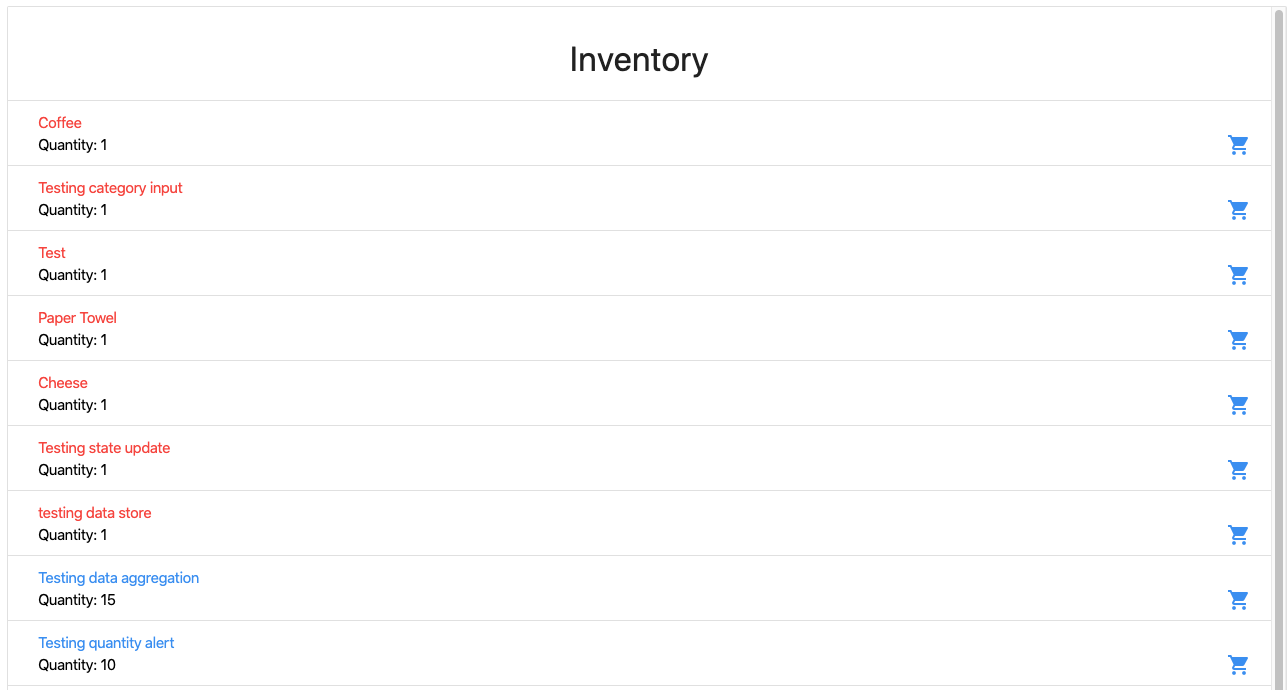 Inventory
Coffee
Quantity: 1
Testing category input
Quantity: 1
Test
Quantity: 1
Paper Towel
Quantity: 1
Cheese
Quantity: 1
Testing state update
Quantity: 1
testing data store
Quantity: 1
Testing data aggregation
Quantity: 15
Testing quantity alert
Quantity: 10